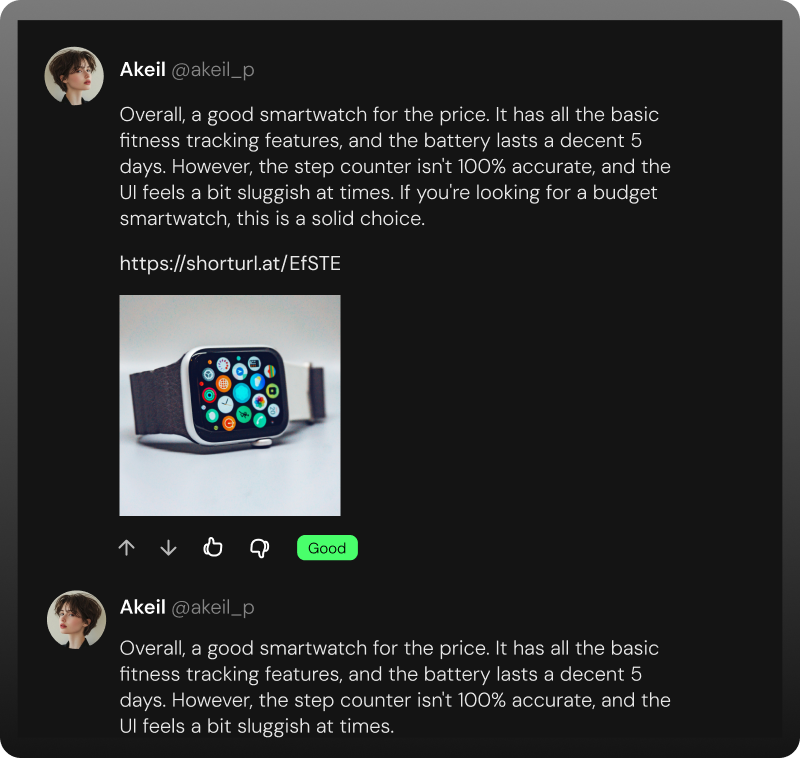 Akeil @akeil_p
Overall, a good smartwatch for the price. It has all the basic
fitness tracking features, and the battery lasts a decent 5
days. However, the step counter isn't 100% accurate, and the
UI feels a bit sluggish at times. If you're looking for a budget
smartwatch, this is a solid choice.
https://shorturl.at/EfSTE
Good
Akeil @akeil_p
Overall, a good smartwatch for the price. It has all the basic
fitness tracking features, and the battery lasts a decent 5
days. However, the step counter isn't 100% accurate, and the
UI feels a bit sluggish at times.